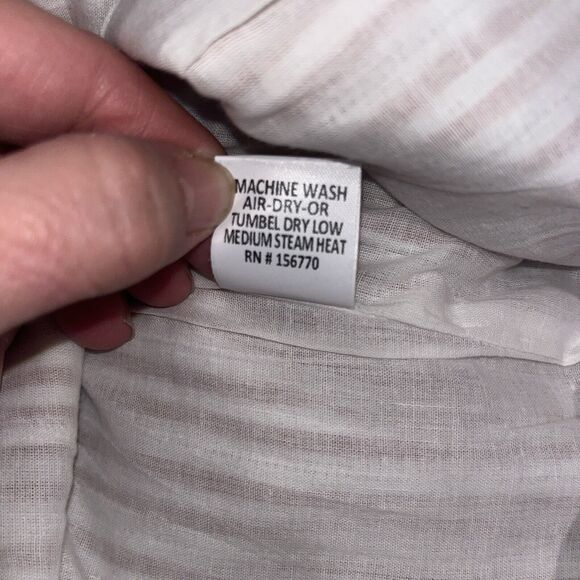 MACHINE WASH
AIR-DRY-OR
TUMBEL DRY LOW
MEDIUM STEAM HEAT
RN # 156770